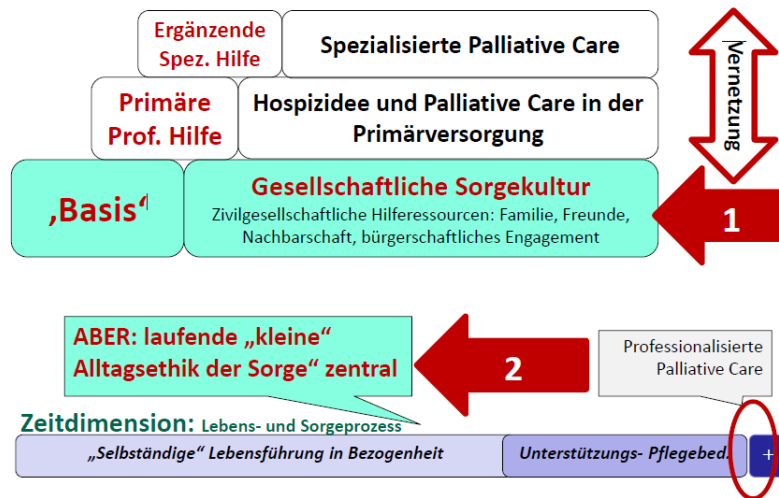 Ergänzende
Spez. Hilfe
Spezialisierte Palliative Care
Vernetzung
Primäre
Prof. Hilfe
Hospizidee und Palliative Care in der
Primärversorgung
‚Basis‘
Gesellschaftliche Sorgekultur
Zivilgesellschaftliche Hilferessourcen: Familie, Freunde,
Nachbarschaft, bürgerschaftliches Engagement
1
ABER: laufende „kleine“
Alltagsethik der Sorge“ zentral
2
Professionalisierte
Palliative Care
Zeitdimension: Lebens- und Sorgeprozess
„Selbständige“ Lebensführung in Bezogenheit
Unterstützungs- Pflegebed.
+